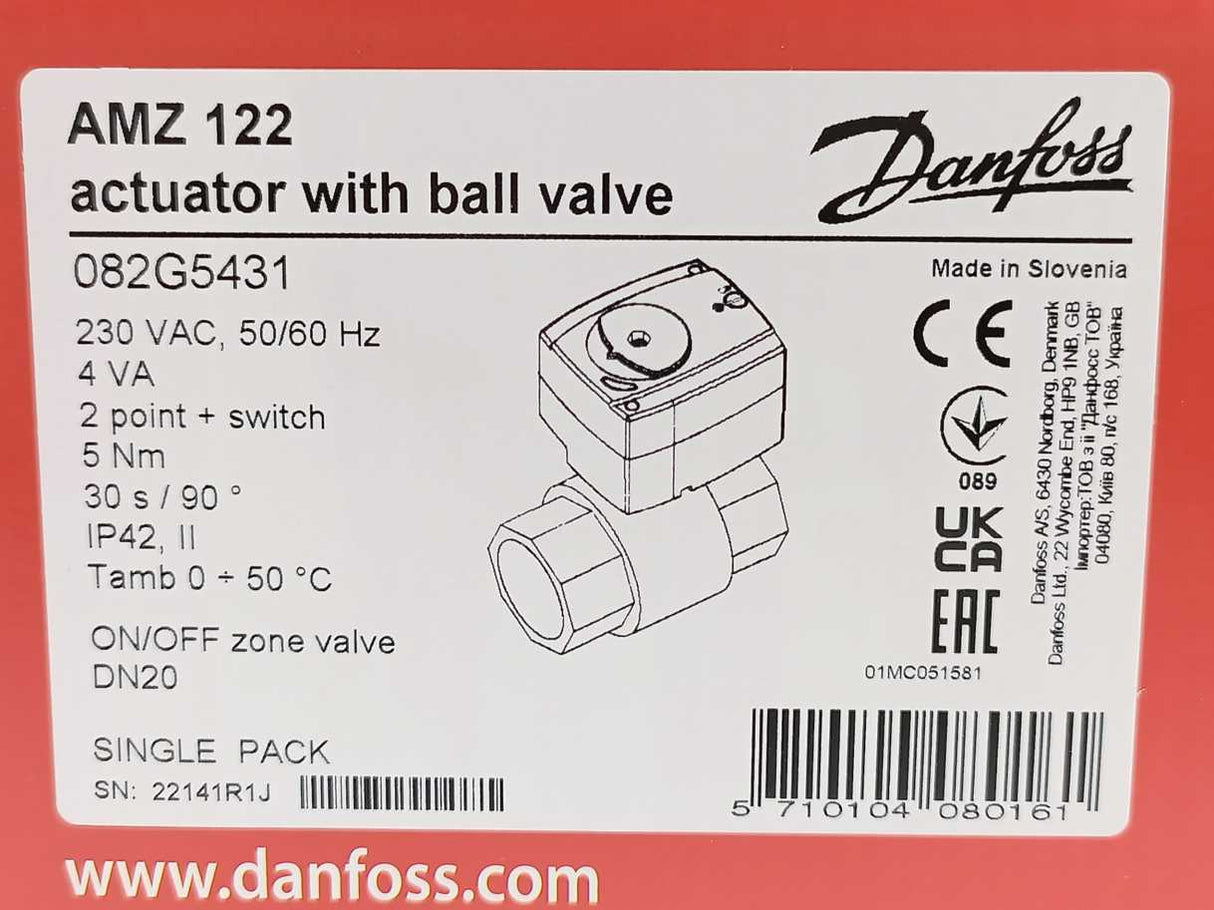 AMZ 122
actuator with ball valve
Danfoss
082G5431
230 VAC, 50/60 Hz
4 VA
2 point + switch
5 Nm
30 s / 90 °
IP42, II
Tamb 0 ÷ 50 °C
ON/OFF zone valve
DN20
SINGLE PACK
SN: 22141R1J
Made in Slovenia
CE
089
UK
CA
EAC
01MC051581
Danfoss A/S, 6430 Nordborg, Denmark
Danfoss Ltd., 22 Wycombe End, HP9 1NB, GB
Імпортер:ТОВ з іі "Данфосс ТОВ"
04080, Київ 80, п/с 168, Україна
5 710104 080161
www.danfoss.com